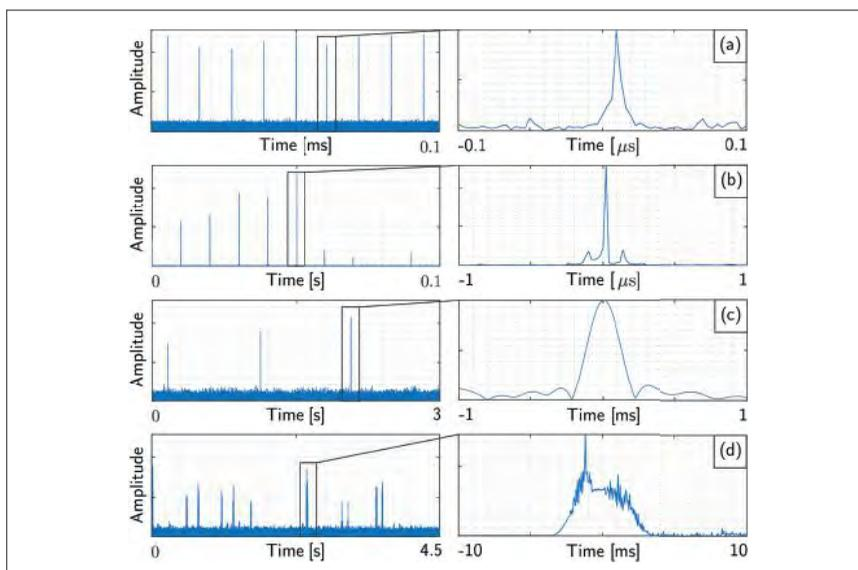 Amplitude
Time [ms] 0.1
-0.1 Time [μs] 0.1
(a)
Amplitude
0 Time [s] 0.1
-1 Time [μs] 1
(b)
Amplitude
0 Time [s] 3
-1 Time [ms] 1
(c)
Amplitude
0 Time [s] 4.5
-10 Time [ms] 10
(d)